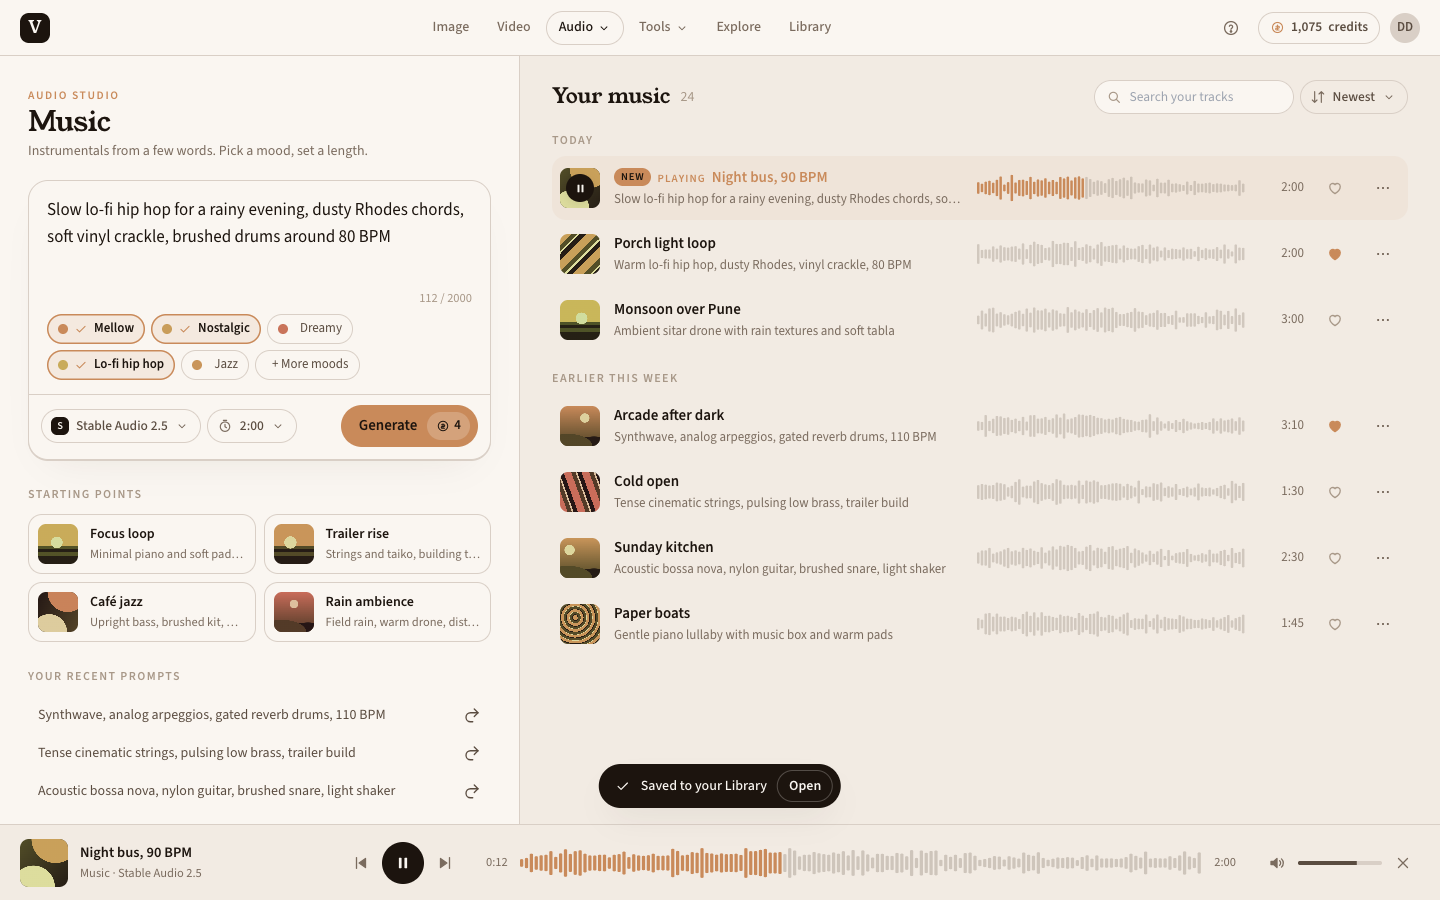 V
Image Video Audio Tools Explore Library
1,075 credits
DD
AUDIO STUDIO
Music
Instrumentals from a few words. Pick a mood, set a length.
Slow lo-fi hip hop for a rainy evening, dusty Rhodes chords,
soft vinyl crackle, brushed drums around 80 BPM
112 / 2000
Mellow Nostalgic Dreamy
Lo-fi hip hop Jazz + More moods
S Stable Audio 2.5 2:00 Generate 4
STARTING POINTS
Focus loop
Minimal piano and soft pad…
Trailer rise
Strings and taiko, building t…
Café jazz
Upright bass, brushed kit, …
Rain ambience
Field rain, warm drone, dist…
YOUR RECENT PROMPTS
Synthwave, analog arpeggios, gated reverb drums, 110 BPM
Tense cinematic strings, pulsing low brass, trailer build
Acoustic bossa nova, nylon guitar, brushed snare, light shaker
Your music 24
Search your tracks
Newest
TODAY
NEW PLAYING Night bus, 90 BPM
Slow lo-fi hip hop for a rainy evening, dusty Rhodes chords, so…
2:00
Porch light loop
Warm lo-fi hip hop, dusty Rhodes, vinyl crackle, 80 BPM
2:00
Monsoon over Pune
Ambient sitar drone with rain textures and soft tabla
3:00
EARLIER THIS WEEK
Arcade after dark
Synthwave, analog arpeggios, gated reverb drums, 110 BPM
3:10
Cold open
Tense cinematic strings, pulsing low brass, trailer build
1:30
Sunday kitchen
Acoustic bossa nova, nylon guitar, brushed snare, light shaker
2:30
Paper boats
Gentle piano lullaby with music box and warm pads
1:45
Saved to your Library Open
Night bus, 90 BPM
Music · Stable Audio 2.5
0:12
2:00